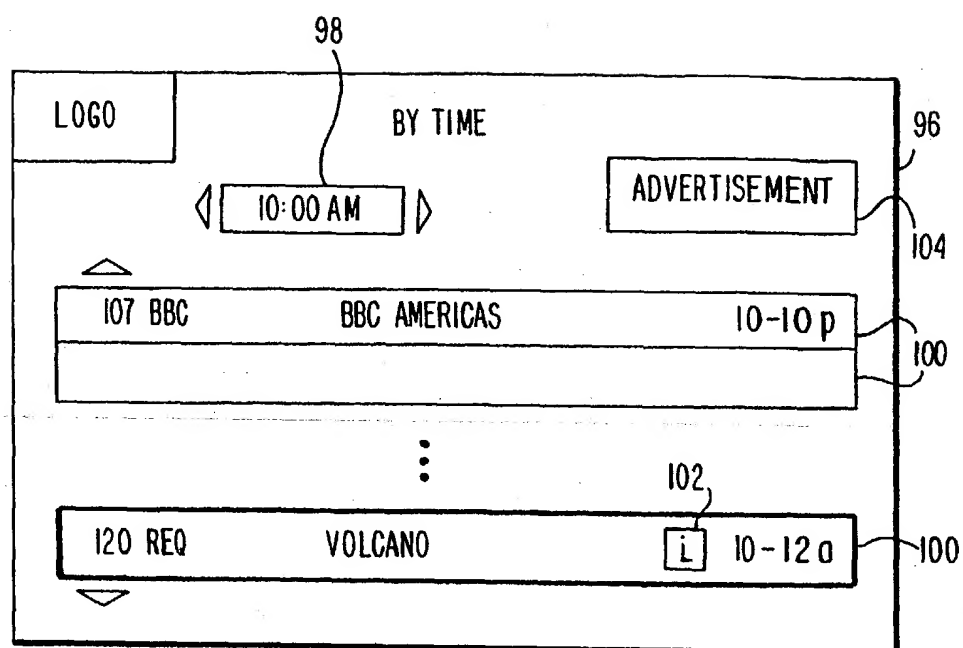 98
LOGO
BY TIME
96
10:00 AM
ADVERTISEMENT
104
107 BBC BBC AMERICAS 10-10 p
100
102
120 REQ VOLCANO i 10-12 a
100